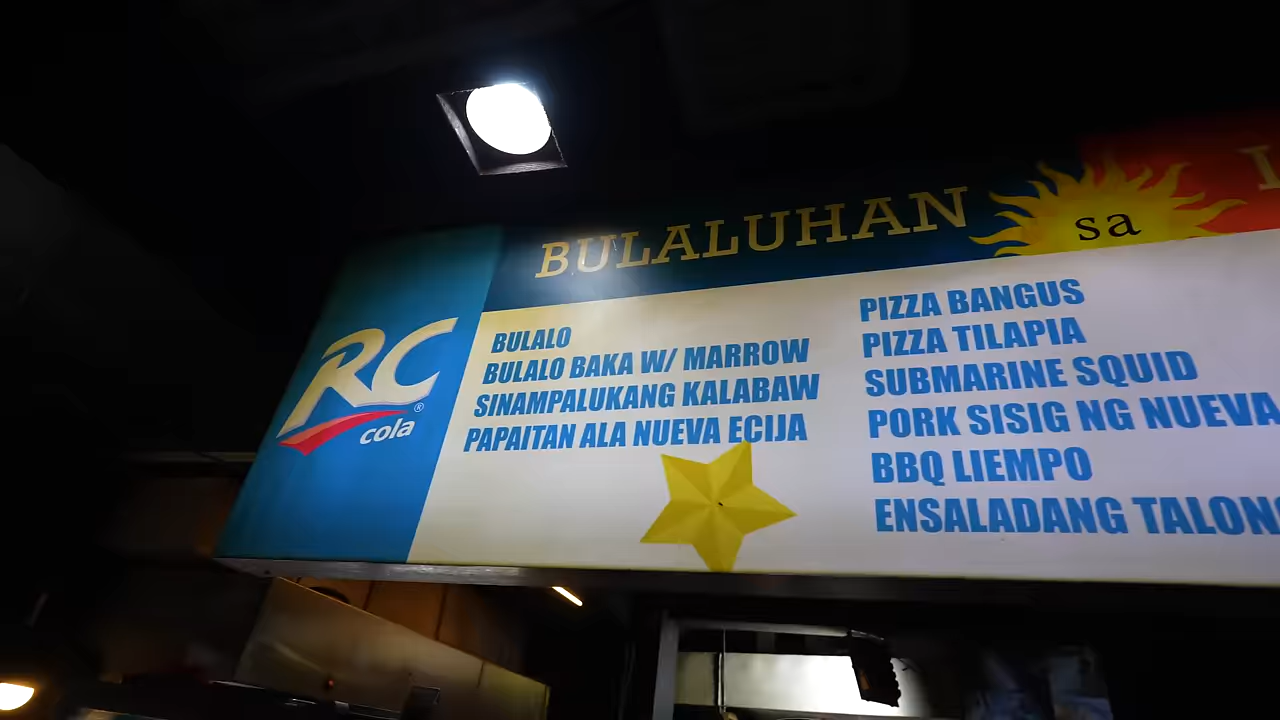 BULALUHAN sa
RC ®
cola
BULALO
BULALO BAKA W/ MARROW
SINAMPALUKANG KALABAW
PAPAITAN ALA NUEVA ECIJA
PIZZA BANGUS
PIZZA TILAPIA
SUBMARINE SQUID
PORK SISIG NG NUEVA
BBQ LIEMPO
ENSALADANG TALONG